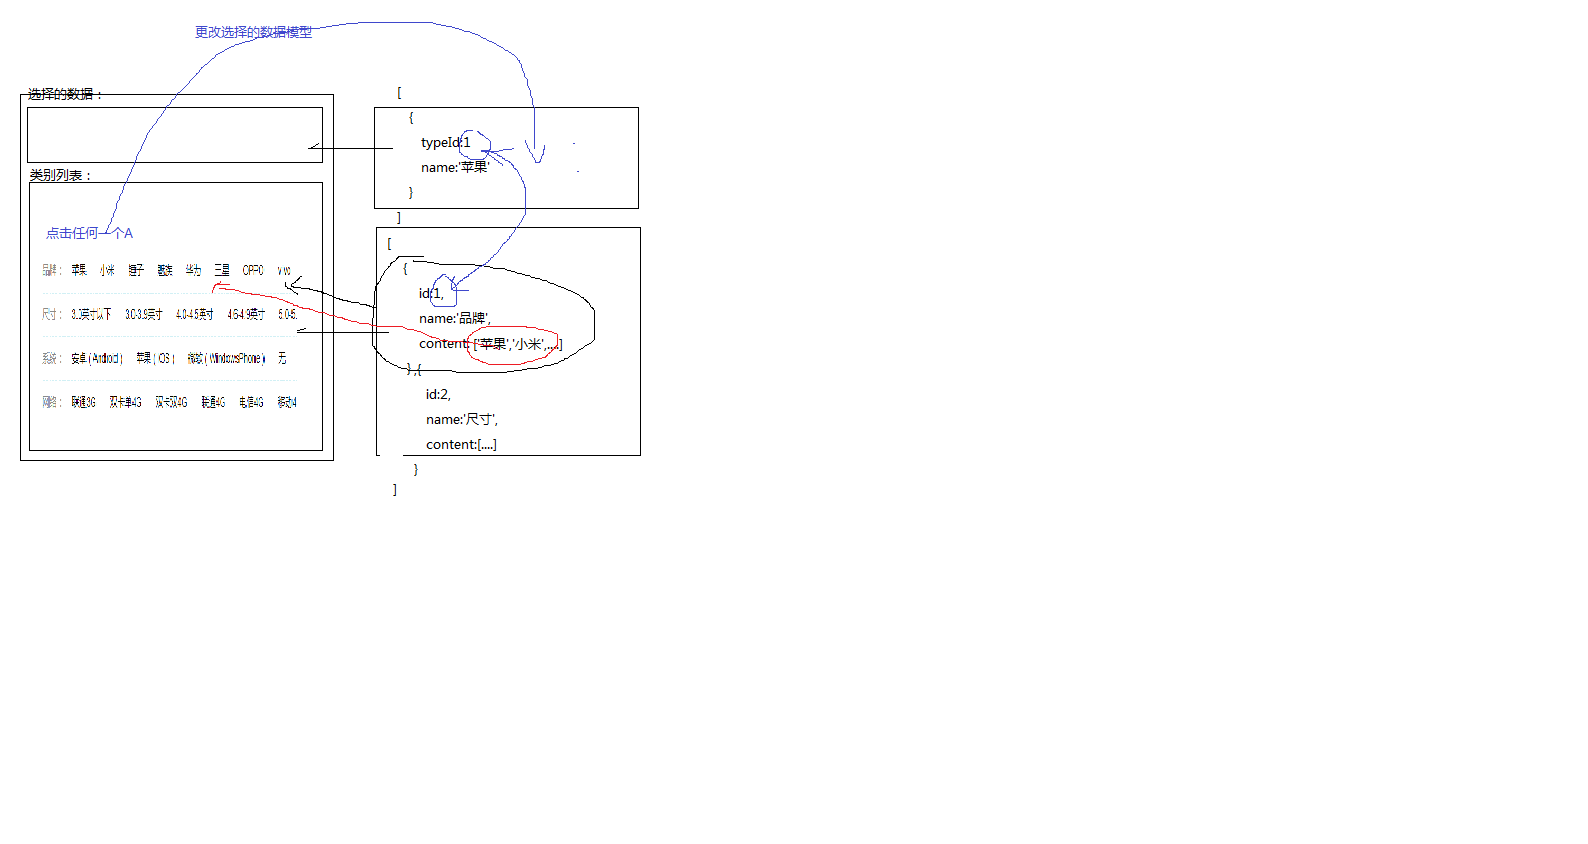 更改选择的数据模型
选择的数据：
类别列表：
点击任何一个A
品牌： 苹果 小米 锤子 魅族 华为 三星 OPPO vivo
尺寸： 3.0英寸以下 3.0-3.9英寸 4.0-4.5英寸 4.6-4.9英寸 5.0-5.
系统： 安卓 ( Android ) 苹果 ( iOS ) 微软 ( WindowsPhone ) 无
网络： 联通3G 双卡单4G 双卡双4G 联通4G 电信4G 移动4
[
{
typeId:1
name:'苹果'
}
]
[
{
id:1,
name:'品牌',
content: ['苹果','小米',....]
},{
id:2,
name:'尺寸',
content:[....]
}
]